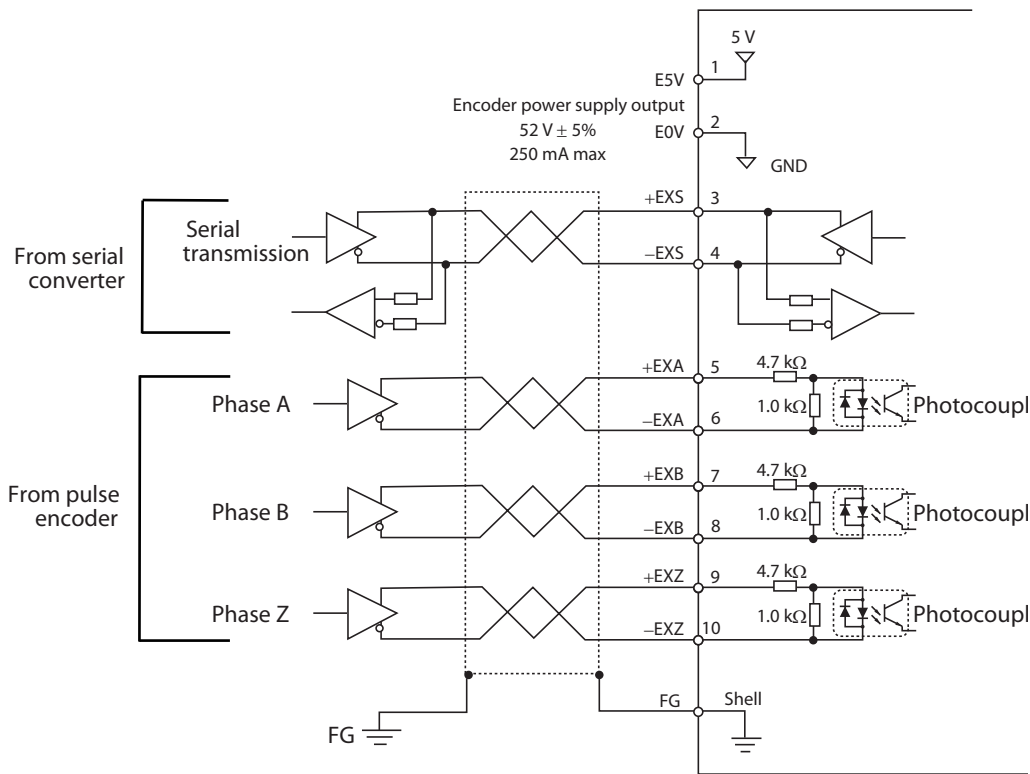 5 V
1
E5V
Encoder power supply output
52 V ± 5%
250 mA max
2
E0V
GND
+EXS
3
Serial
transmission
From serial
converter
−EXS
4
+EXA
5
4.7 kΩ
Phase A
1.0 kΩ
Photocoupl
−EXA
6
+EXB
7
4.7 kΩ
From pulse
encoder
Phase B
1.0 kΩ
Photocoupl
−EXB
8
+EXZ
9
4.7 kΩ
Phase Z
1.0 kΩ
Photocoupl
−EXZ
10
FG
Shell
FG